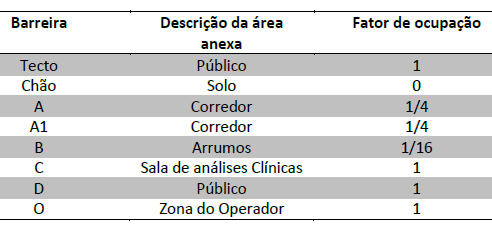 Barreira Descrição da área anexa Fator de ocupação
Tecto Público 1
Chão Solo 0
A Corredor 1/4
A1 Corredor 1/4
B Arrumos 1/16
C Sala de análises Clínicas 1
D Público 1
O Zona do Operador 1